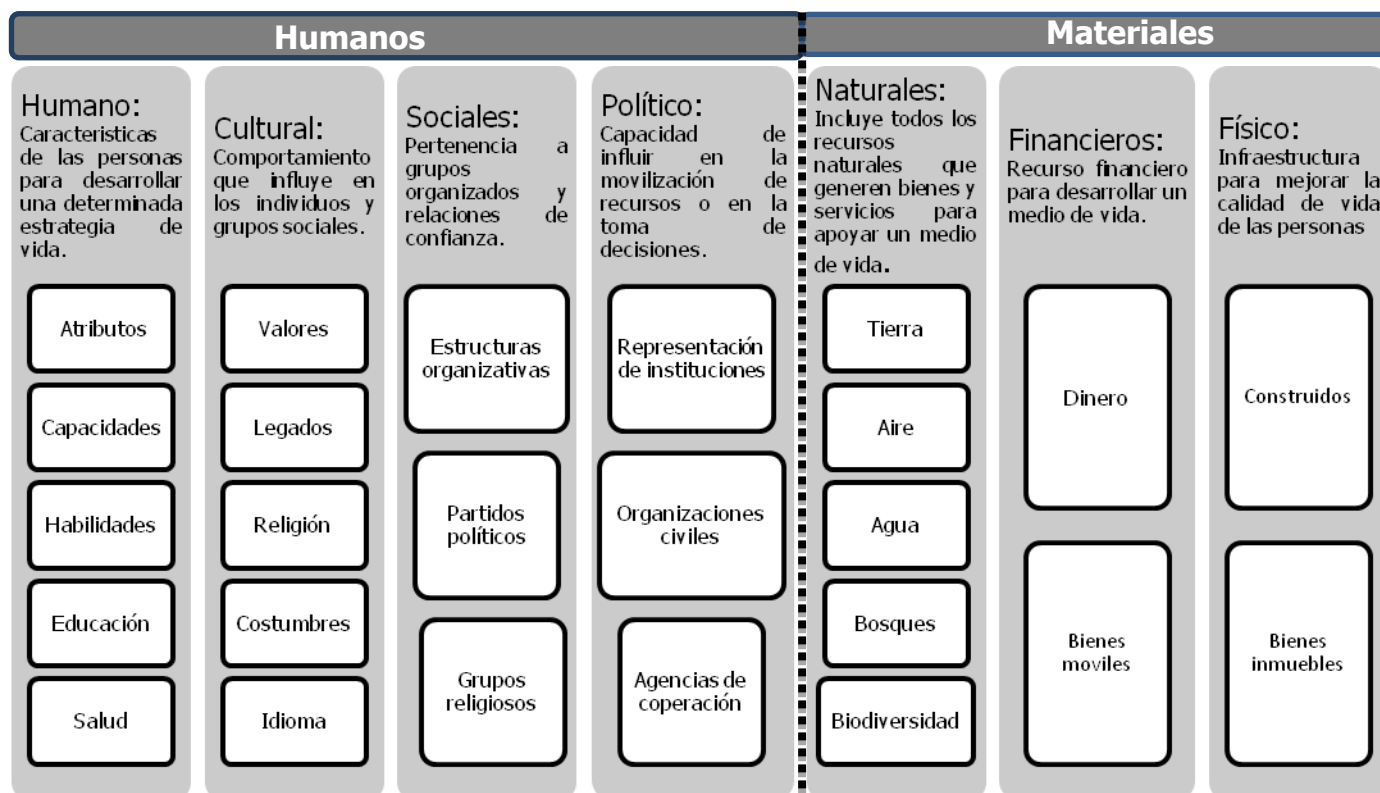 Humanos
Materiales
Humano:
Caracteristicas
de las personas
para desarrollar
una determinada
estrategia de
vida.
Atributos
Capacidades
Habilidades
Educación
Salud
Cultural:
Comportamiento
que influye en
los individuos y
grupos sociales.
Valores
Legados
Religión
Costumbres
Idioma
Sociales:
Pertenencia a
grupos
organizados y
relaciones de
confianza.
Estructuras
organizativas
Partidos
políticos
Grupos
religiosos
Político:
Capacidad de
influir en la
movilización de
recursos o en la
toma de
decisiones.
Representación
de instituciones
Organizaciones
civiles
Agencias de
coperación
Naturales:
Incluye todos los
recursos
naturales que
generen bienes y
servicios para
apoyar un medio
de vida.
Tierra
Aire
Agua
Bosques
Biodiversidad
Financieros:
Recurso financiero
para desarrollar un
medio de vida.
Dinero
Bienes
moviles
Físico:
Infraestructura
para mejorar la
calidad de vida
de las personas
Construidos
Bienes
inmuebles